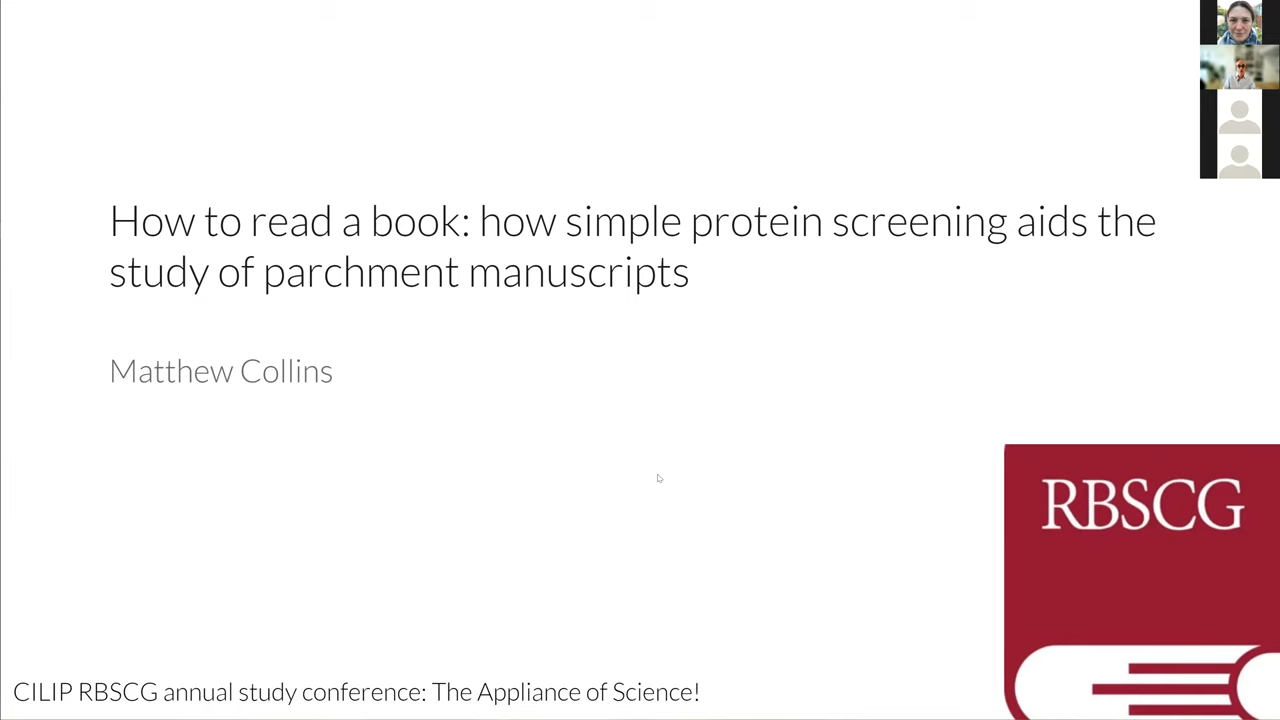 How to read a book: how simple protein screening aids the
study of parchment manuscripts
Matthew Collins
RBSCG
CILIP RBSCG annual study conference: The Appliance of Science!